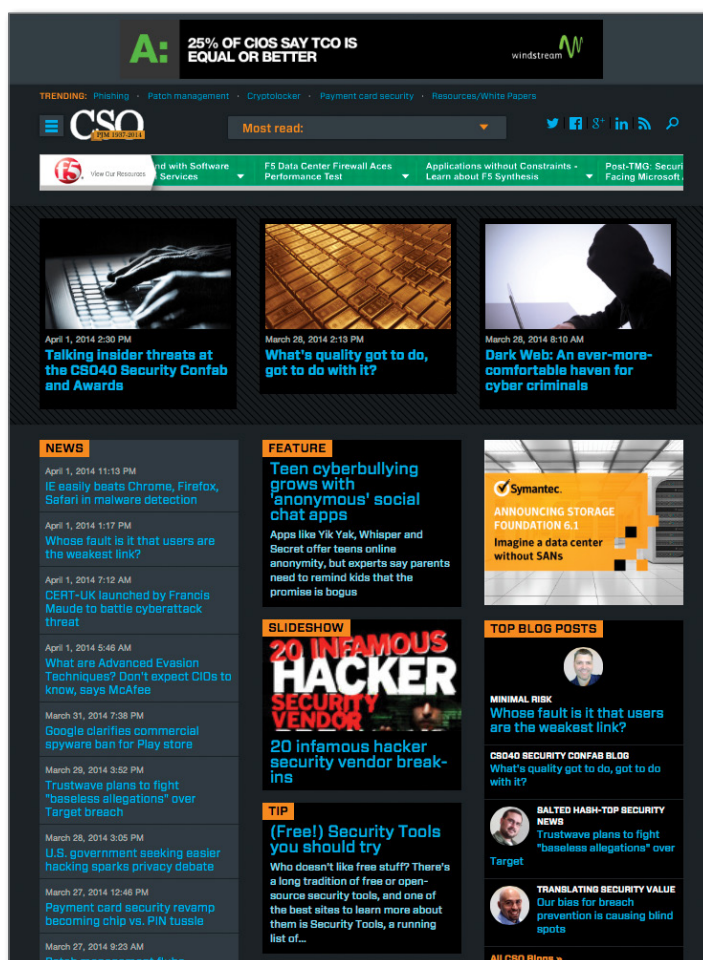 A:
25% OF CIOS SAY TCO IS
EQUAL OR BETTER
windstream
TRENDING: Phishing • Patch management • Cryptolocker • Payment card security • Resources/White Papers
CSO
PJM 1937-2014
Most read:
f5
View Our Resources
nd with Software
Services
F5 Data Center Firewall Aces
Performance Test
Applications without Constraints -
Learn about F5 Synthesis
Post-TMG: Securi
Facing Microsoft
April 1, 2014 2:30 PM
Talking insider threats at
the CSO40 Security Confab
and Awards
March 28, 2014 2:13 PM
What's quality got to do,
got to do with it?
March 28, 2014 8:10 AM
Dark Web: An ever-more-
comfortable haven for
cyber criminals
NEWS
April 1, 2014 11:13 PM
IE easily beats Chrome, Firefox,
Safari in malware detection
April 1, 2014 1:17 PM
Whose fault is it that users are
the weakest link?
April 1, 2014 7:12 AM
CERT-UK launched by Francis
Maude to battle cyberattack
threat
April 1, 2014 5:46 AM
What are Advanced Evasion
Techniques? Don't expect CIOs to
know, says McAfee
March 31, 2014 7:38 PM
Google clarifies commercial
spyware ban for Play store
March 29, 2014 3:52 PM
Trustwave plans to fight
"baseless allegations" over
Target breach
March 28, 2014 3:05 PM
U.S. government seeking easier
hacking sparks privacy debate
March 27, 2014 12:46 PM
Payment card security revamp
becoming chip vs. PIN tussle
March 27, 2014 9:23 AM
FEATURE
Teen cyberbullying
grows with
'anonymous' social
chat apps
Apps like Yik Yak, Whisper and
Secret offer teens online
anonymity, but experts say parents
need to remind kids that the
promise is bogus
SLIDESHOW
20 INFAMOUS
HACKER
SECURITY
VENDOR
20 infamous hacker
security vendor break-
ins
TIP
(Free!) Security Tools
you should try
Who doesn't like free stuff? There's
a long tradition of free or open-
source security tools, and one of
the best sites to learn more about
them is Security Tools, a running
list of...
Symantec.
ANNOUNCING STORAGE
FOUNDATION 6.1
Imagine a data center
without SANs
TOP BLOG POSTS
MINIMAL RISK
Whose fault is it that users
are the weakest link?
CSO40 SECURITY CONFAB BLOG
What's quality got to do, got to do
with it?
SALTED HASH-TOP SECURITY
NEWS
Trustwave plans to fight
"baseless allegations" over
Target
TRANSLATING SECURITY VALUE
Our bias for breach
prevention is causing blind
spots
All CSO Blogs »